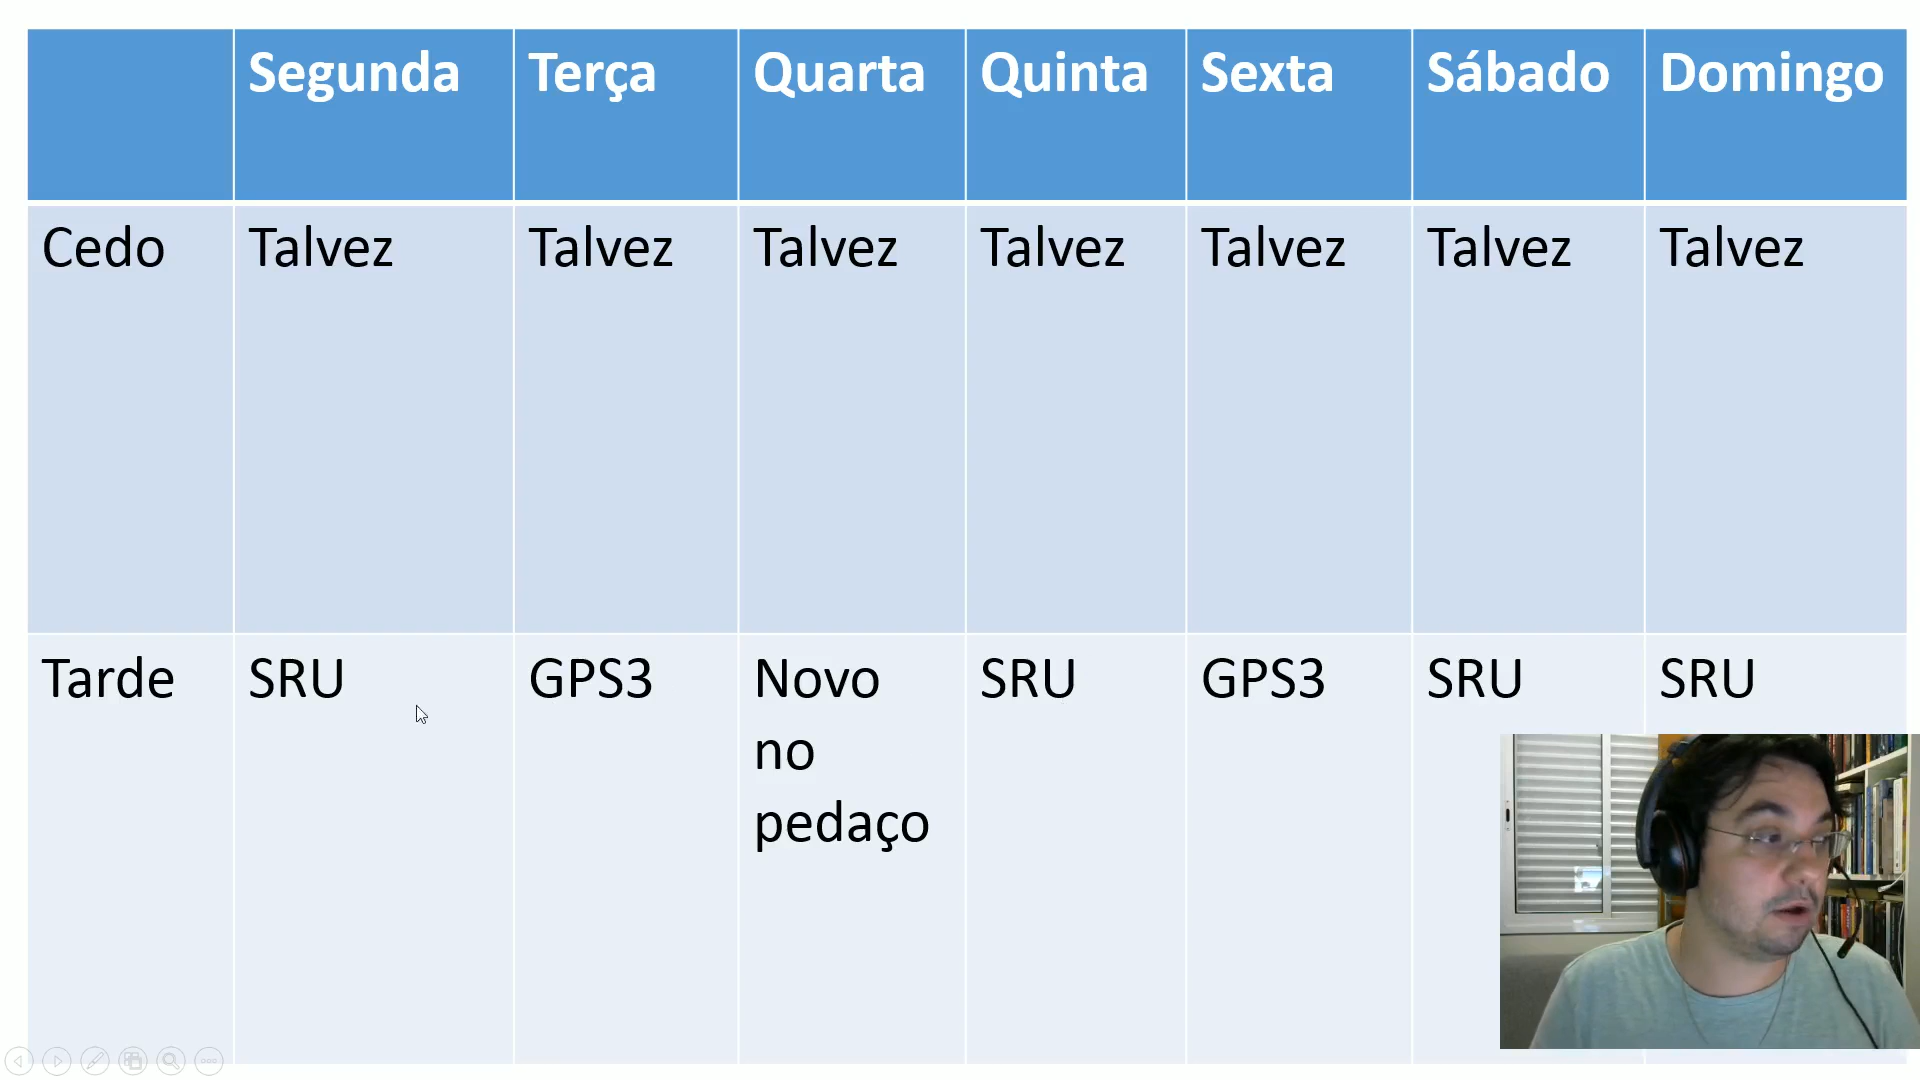 Segunda Terça Quarta Quinta Sexta Sábado Domingo
Cedo Talvez Talvez Talvez Talvez Talvez Talvez Talvez
Tarde SRU GPS3 Novo SRU GPS3 SRU SRU
no
pedaço